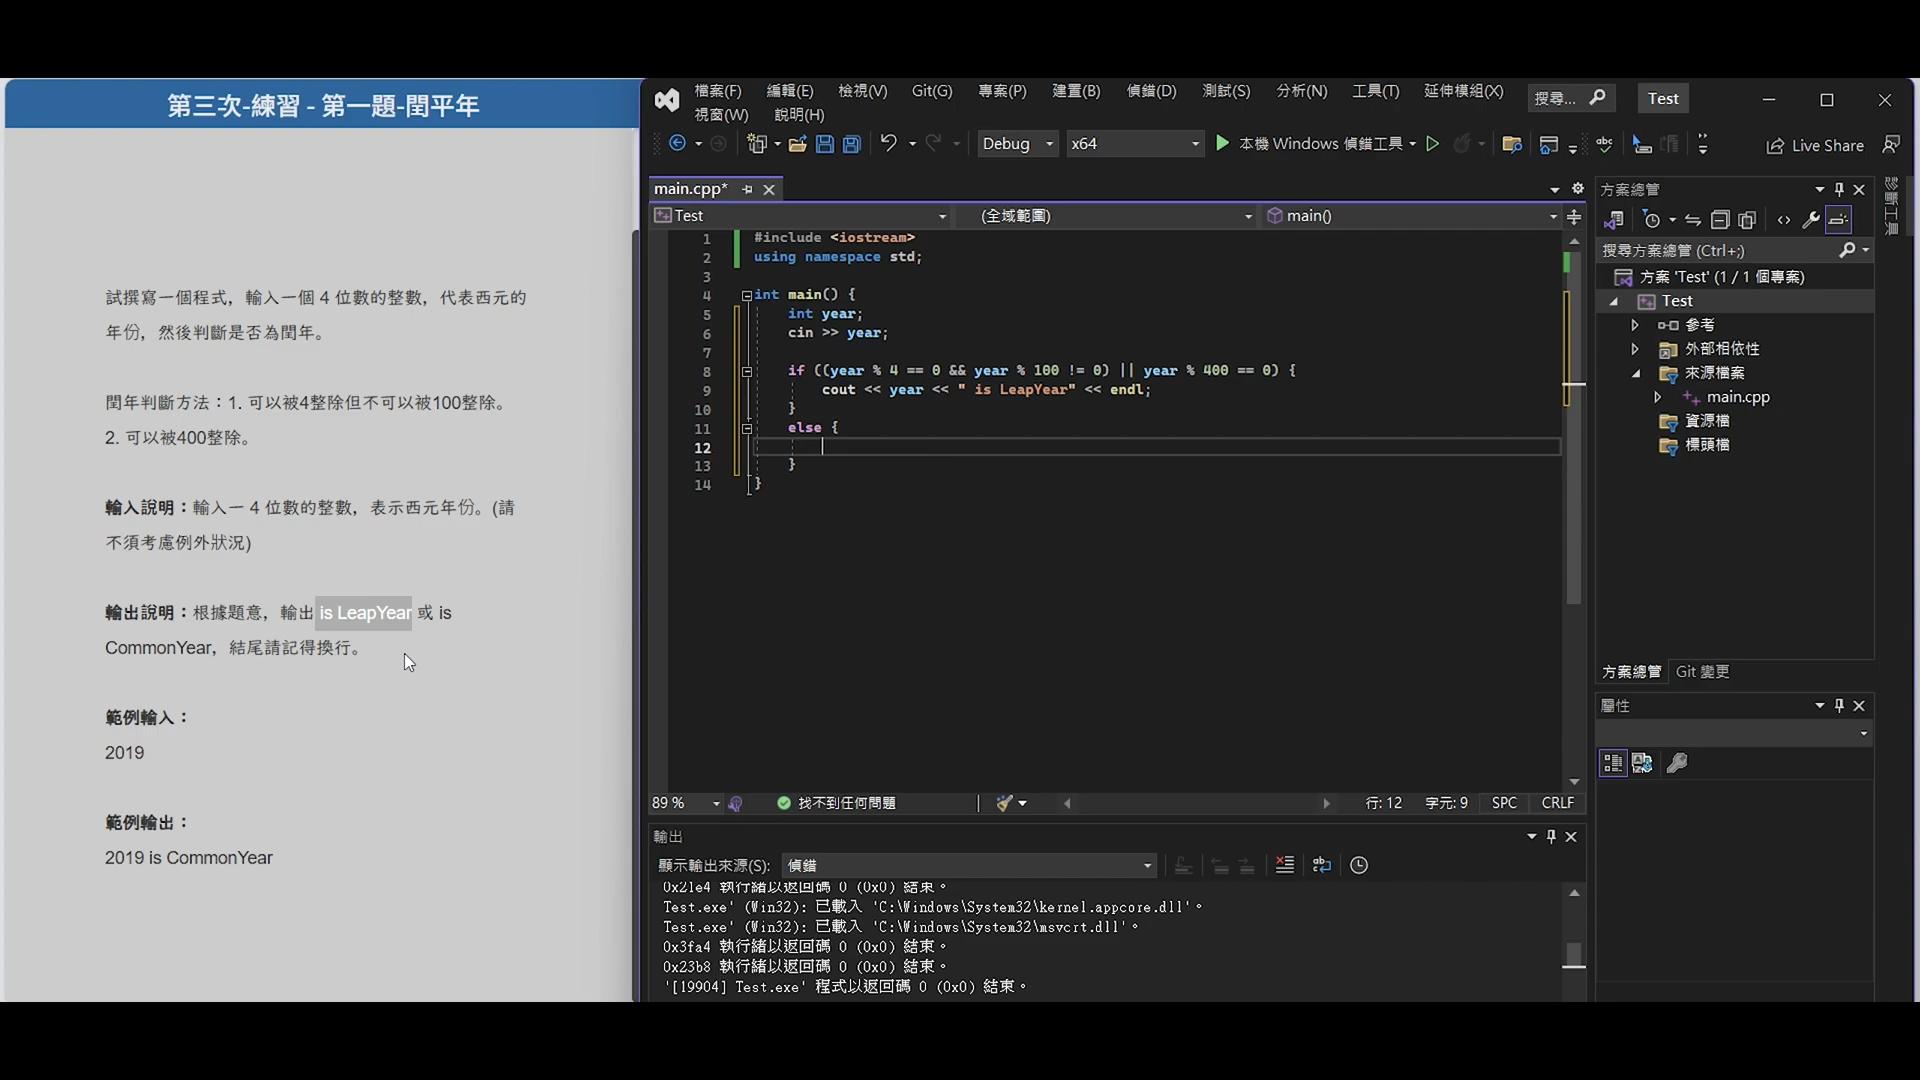 第三次-練習 - 第一題-閏平年
試撰寫一個程式，輸入一個 4 位數的整數，代表西元的
年份，然後判斷是否為閏年。
閏年判斷方法：1. 可以被4整除但不可以被100整除。
2. 可以被400整除。
輸入說明：輸入一 4 位數的整數，表示西元年份。(請
不須考慮例外狀況)
輸出說明：根據題意，輸出 is LeapYear 或 is
CommonYear，結尾請記得換行。
範例輸入：
2019
範例輸出：
2019 is CommonYear
檔案(F) 編輯(E) 檢視(V) Git(G) 專案(P) 建置(B) 偵錯(D) 測試(S) 分析(N) 工具(T) 延伸模組(X) 搜尋... Test
視窗(W) 說明(H)
Debug x64 本機 Windows 偵錯工具 Live Share
main.cpp*
Test (全域範圍) main()
1 #include <iostream>
2 using namespace std;
3
4 int main() {
5 int year;
6 cin >> year;
7
8 if ((year % 4 == 0 && year % 100 != 0) || year % 400 == 0) {
9 cout << year << " is LeapYear" << endl;
10 }
11 else {
12
13 }
14 }
89 % 找不到任何問題 行: 12 字元: 9 SPC CRLF
輸出
顯示輸出來源(S): 偵錯
0x21e4 執行緒以返回碼 0 (0x0) 結束。
Test.exe' (Win32): 已載入 'C:\Windows\System32\kernel.appcore.dll'。
Test.exe' (Win32): 已載入 'C:\Windows\System32\msvcrt.dll'。
0x3fa4 執行緒以返回碼 0 (0x0) 結束。
0x23b8 執行緒以返回碼 0 (0x0) 結束。
'[19904] Test.exe' 程式以返回碼 0 (0x0) 結束。
方案總管
搜尋方案總管 (Ctrl+;)
方案 'Test' (1 / 1 個專案)
Test
參考
外部相依性
來源檔案
main.cpp
資源檔
標頭檔
方案總管 Git 變更
屬性
診斷工具